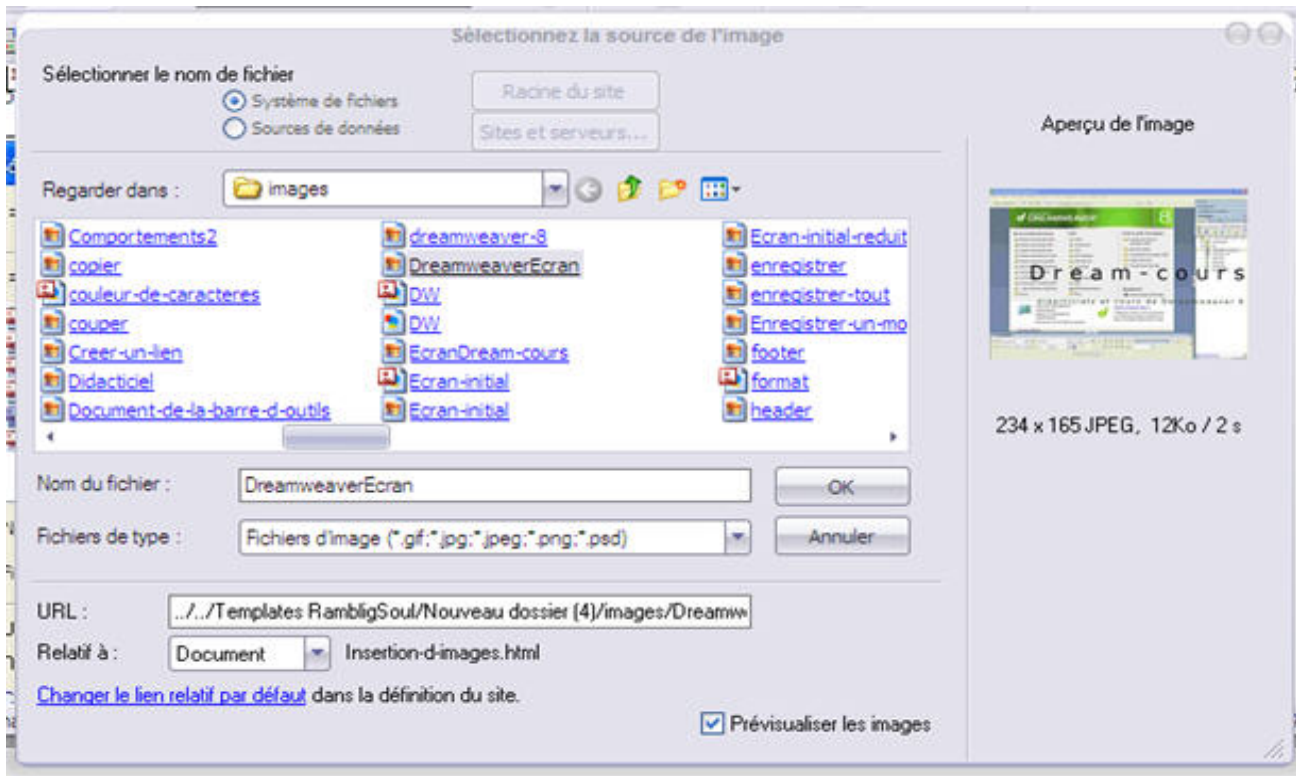 Sélectionnez la source de l'image
Sélectionner le nom de fichier
Système de fichiers
Sources de données
Racine du site
Sites et serveurs...
Aperçu de l'image
Regarder dans :
images
Comportements2
copier
couleur-de-caracteres
couper
Creer-un-lien
Didacticiel
Document-de-la-barre-d-outils
dreamweaver-8
DreamweaverEcran
DW
DW
EcranDream-cours
Ecran-initial
Ecran-initial
Ecran-initial-reduit
enregistrer
enregistrer-tout
Enregistrer-un-mo
footer
format
header
Dream-cours
234 x 165 JPEG, 12Ko / 2 s
Nom du fichier :
DreamweaverEcran
OK
Fichiers de type :
Fichiers d'image (*.gif;*.jpg;*.jpeg;*.png;*.psd)
Annuler
URL :
../../Templates RambligSoul/Nouveau dossier (4)/images/Dreamw
Relatif à :
Document
Insertion-d-images.html
Changer le lien relatif par défaut dans la définition du site.
Prévisualiser les images